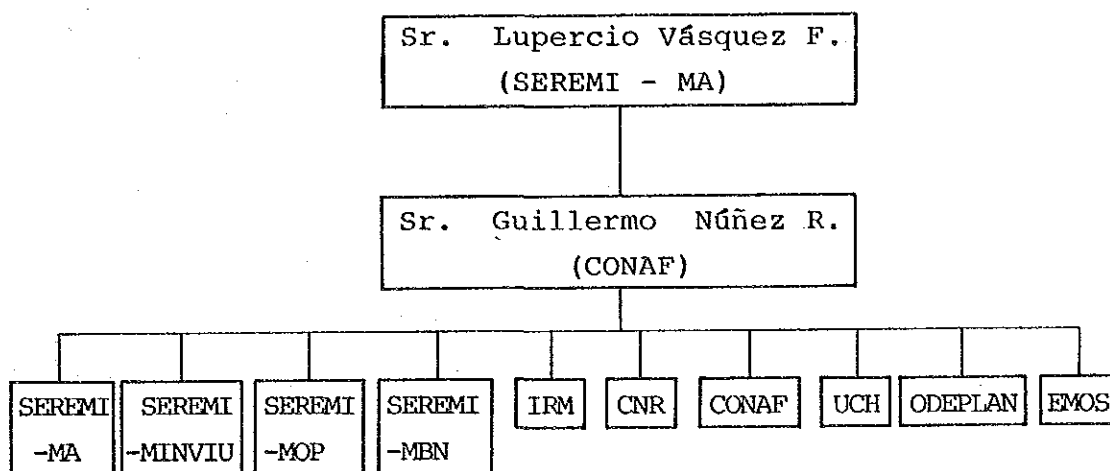 Sr. Lupercio Vásquez F.
(SEREMI - MA)
Sr. Guillermo Núñez R.
(CONAF)
SEREMI
-MA
SEREMI
-MINVIU
SEREMI
-MOP
SEREMI
-MBN
IRM
CNR
CONAF
UCH
ODEPLAN
EMOS